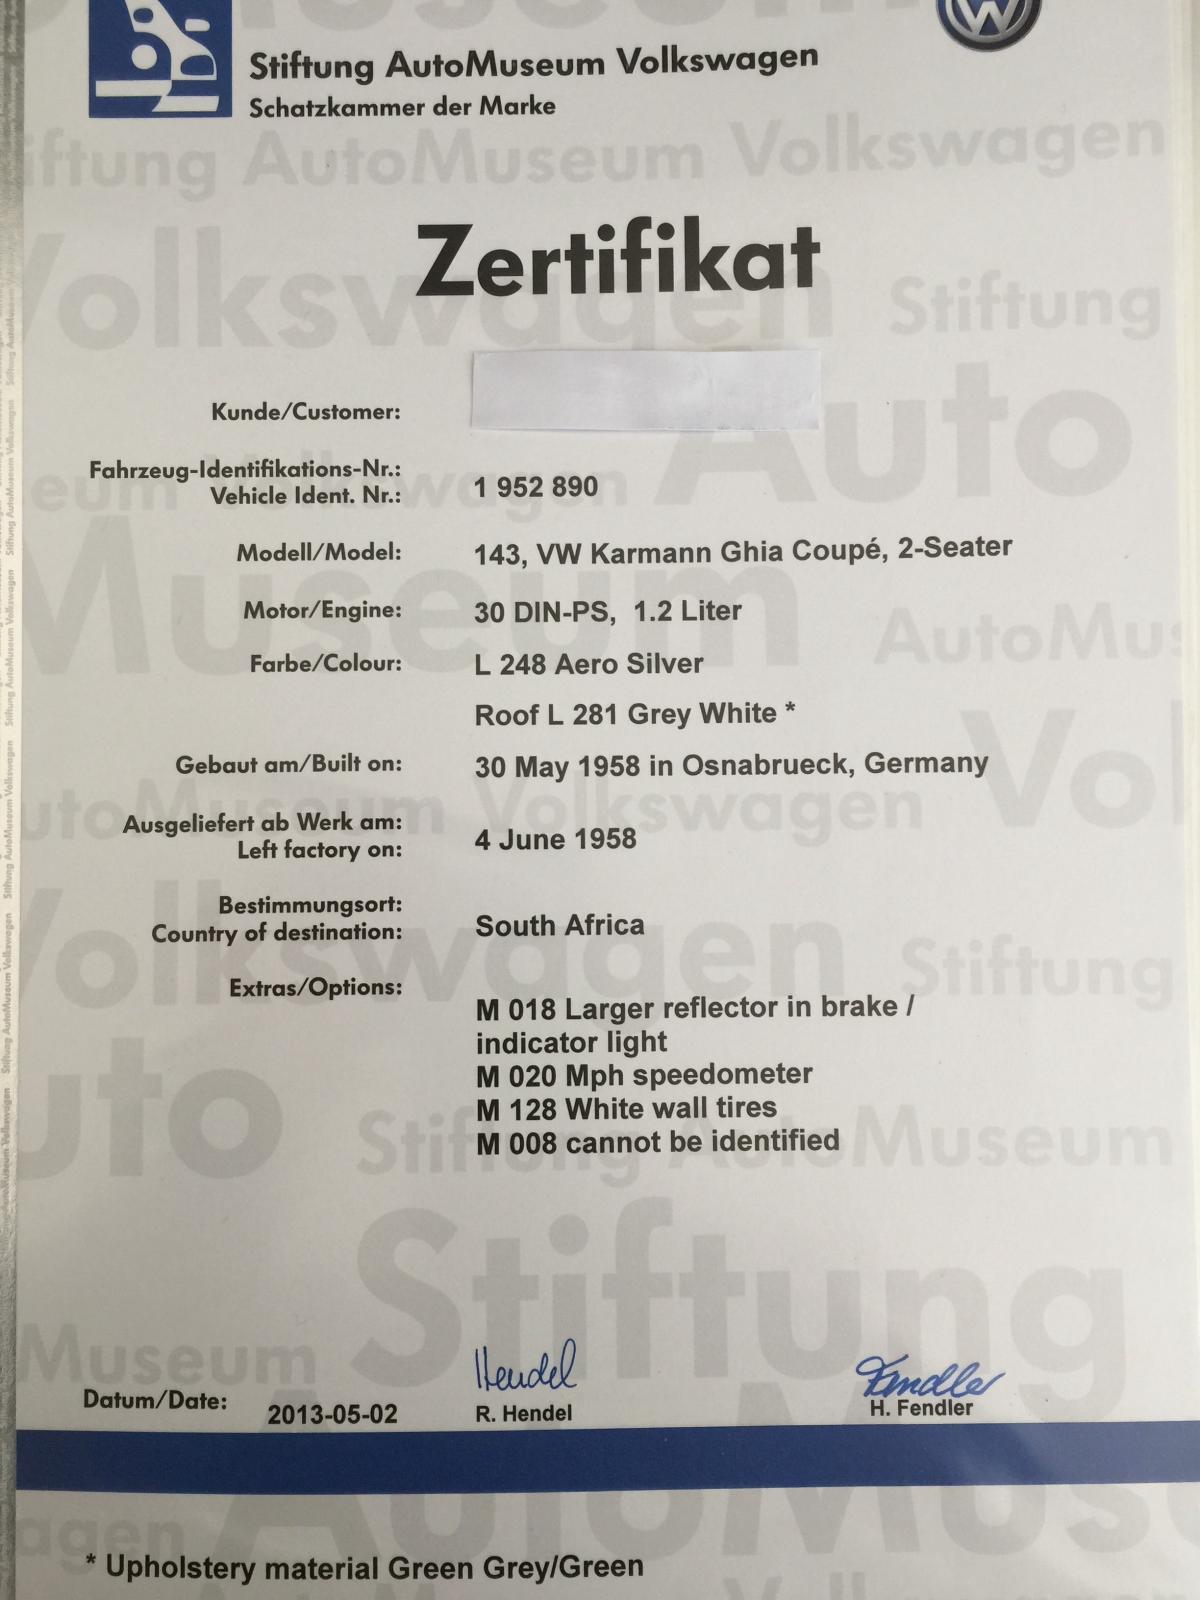 Stiftung AutoMuseum Volkswagen
Schatzkammer der Marke
Zertifikat
Kunde/Customer:
Fahrzeug-Identifikations-Nr.:
Vehicle Ident. Nr.: 1 952 890
Modell/Model: 143, VW Karmann Ghia Coupé, 2-Seater
Motor/Engine: 30 DIN-PS, 1.2 Liter
Farbe/Colour: L 248 Aero Silver
Roof L 281 Grey White *
Gebaut am/Built on: 30 May 1958 in Osnabrueck, Germany
Ausgeliefert ab Werk am:
Left factory on: 4 June 1958
Bestimmungsort:
Country of destination: South Africa
Extras/Options:
M 018 Larger reflector in brake /
indicator light
M 020 Mph speedometer
M 128 White wall tires
M 008 cannot be identified
Hendel Fendler
Datum/Date: 2013-05-02 R. Hendel H. Fendler
* Upholstery material Green Grey/Green